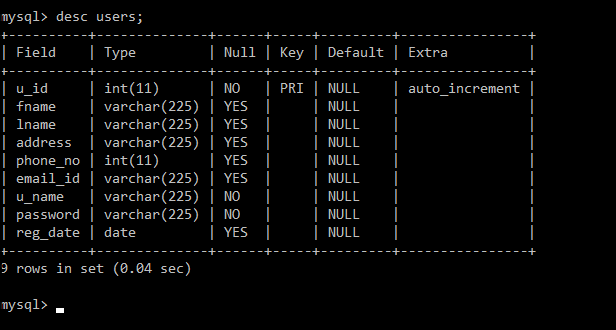 mysql> desc users;
+----------+--------------+------+-----+---------+----------------+
| Field    | Type         | Null | Key | Default | Extra          |
+----------+--------------+------+-----+---------+----------------+
| u_id     | int(11)      | NO   | PRI | NULL    | auto_increment |
| fname    | varchar(225) | YES  |     | NULL    |                |
| lname    | varchar(225) | YES  |     | NULL    |                |
| address  | varchar(225) | YES  |     | NULL    |                |
| phone_no | int(11)      | YES  |     | NULL    |                |
| email_id | varchar(225) | YES  |     | NULL    |                |
| u_name   | varchar(225) | NO   |     | NULL    |                |
| password | varchar(225) | NO   |     | NULL    |                |
| reg_date | date         | YES  |     | NULL    |                |
+----------+--------------+------+-----+---------+----------------+
9 rows in set (0.04 sec)
mysql> _